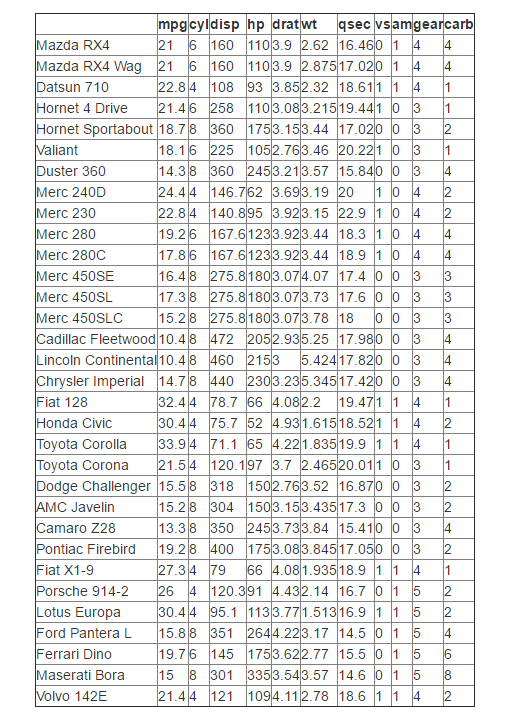 mpg cyl disp hp drat wt qsec vs am gear carb
Mazda RX4 21 6 160 110 3.9 2.62 16.46 0 1 4 4
Mazda RX4 Wag 21 6 160 110 3.9 2.875 17.02 0 1 4 4
Datsun 710 22.8 4 108 93 3.85 2.32 18.61 1 1 4 1
Hornet 4 Drive 21.4 6 258 110 3.08 3.215 19.44 1 0 3 1
Hornet Sportabout 18.7 8 360 175 3.15 3.44 17.02 0 0 3 2
Valiant 18.1 6 225 105 2.76 3.46 20.22 1 0 3 1
Duster 360 14.3 8 360 245 3.21 3.57 15.84 0 0 3 4
Merc 240D 24.4 4 146.7 62 3.69 3.19 20 1 0 4 2
Merc 230 22.8 4 140.8 95 3.92 3.15 22.9 1 0 4 2
Merc 280 19.2 6 167.6 123 3.92 3.44 18.3 1 0 4 4
Merc 280C 17.8 6 167.6 123 3.92 3.44 18.9 1 0 4 4
Merc 450SE 16.4 8 275.8 180 3.07 4.07 17.4 0 0 3 3
Merc 450SL 17.3 8 275.8 180 3.07 3.73 17.6 0 0 3 3
Merc 450SLC 15.2 8 275.8 180 3.07 3.78 18 0 0 3 3
Cadillac Fleetwood 10.4 8 472 205 2.93 5.25 17.98 0 0 3 4
Lincoln Continental 10.4 8 460 215 3 5.424 17.82 0 0 3 4
Chrysler Imperial 14.7 8 440 230 3.23 5.345 17.42 0 0 3 4
Fiat 128 32.4 4 78.7 66 4.08 2.2 19.47 1 1 4 1
Honda Civic 30.4 4 75.7 52 4.93 1.615 18.52 1 1 4 2
Toyota Corolla 33.9 4 71.1 65 4.22 1.835 19.9 1 1 4 1
Toyota Corona 21.5 4 120.1 97 3.7 2.465 20.01 1 0 3 1
Dodge Challenger 15.5 8 318 150 2.76 3.52 16.87 0 0 3 2
AMC Javelin 15.2 8 304 150 3.15 3.435 17.3 0 0 3 2
Camaro Z28 13.3 8 350 245 3.73 3.84 15.41 0 0 3 4
Pontiac Firebird 19.2 8 400 175 3.08 3.845 17.05 0 0 3 2
Fiat X1-9 27.3 4 79 66 4.08 1.935 18.9 1 1 4 1
Porsche 914-2 26 4 120.3 91 4.43 2.14 16.7 0 1 5 2
Lotus Europa 30.4 4 95.1 113 3.77 1.513 16.9 1 1 5 2
Ford Pantera L 15.8 8 351 264 4.22 3.17 14.5 0 1 5 4
Ferrari Dino 19.7 6 145 175 3.62 2.77 15.5 0 1 5 6
Maserati Bora 15 8 301 335 3.54 3.57 14.6 0 1 5 8
Volvo 142E 21.4 4 121 109 4.11 2.78 18.6 1 1 4 2